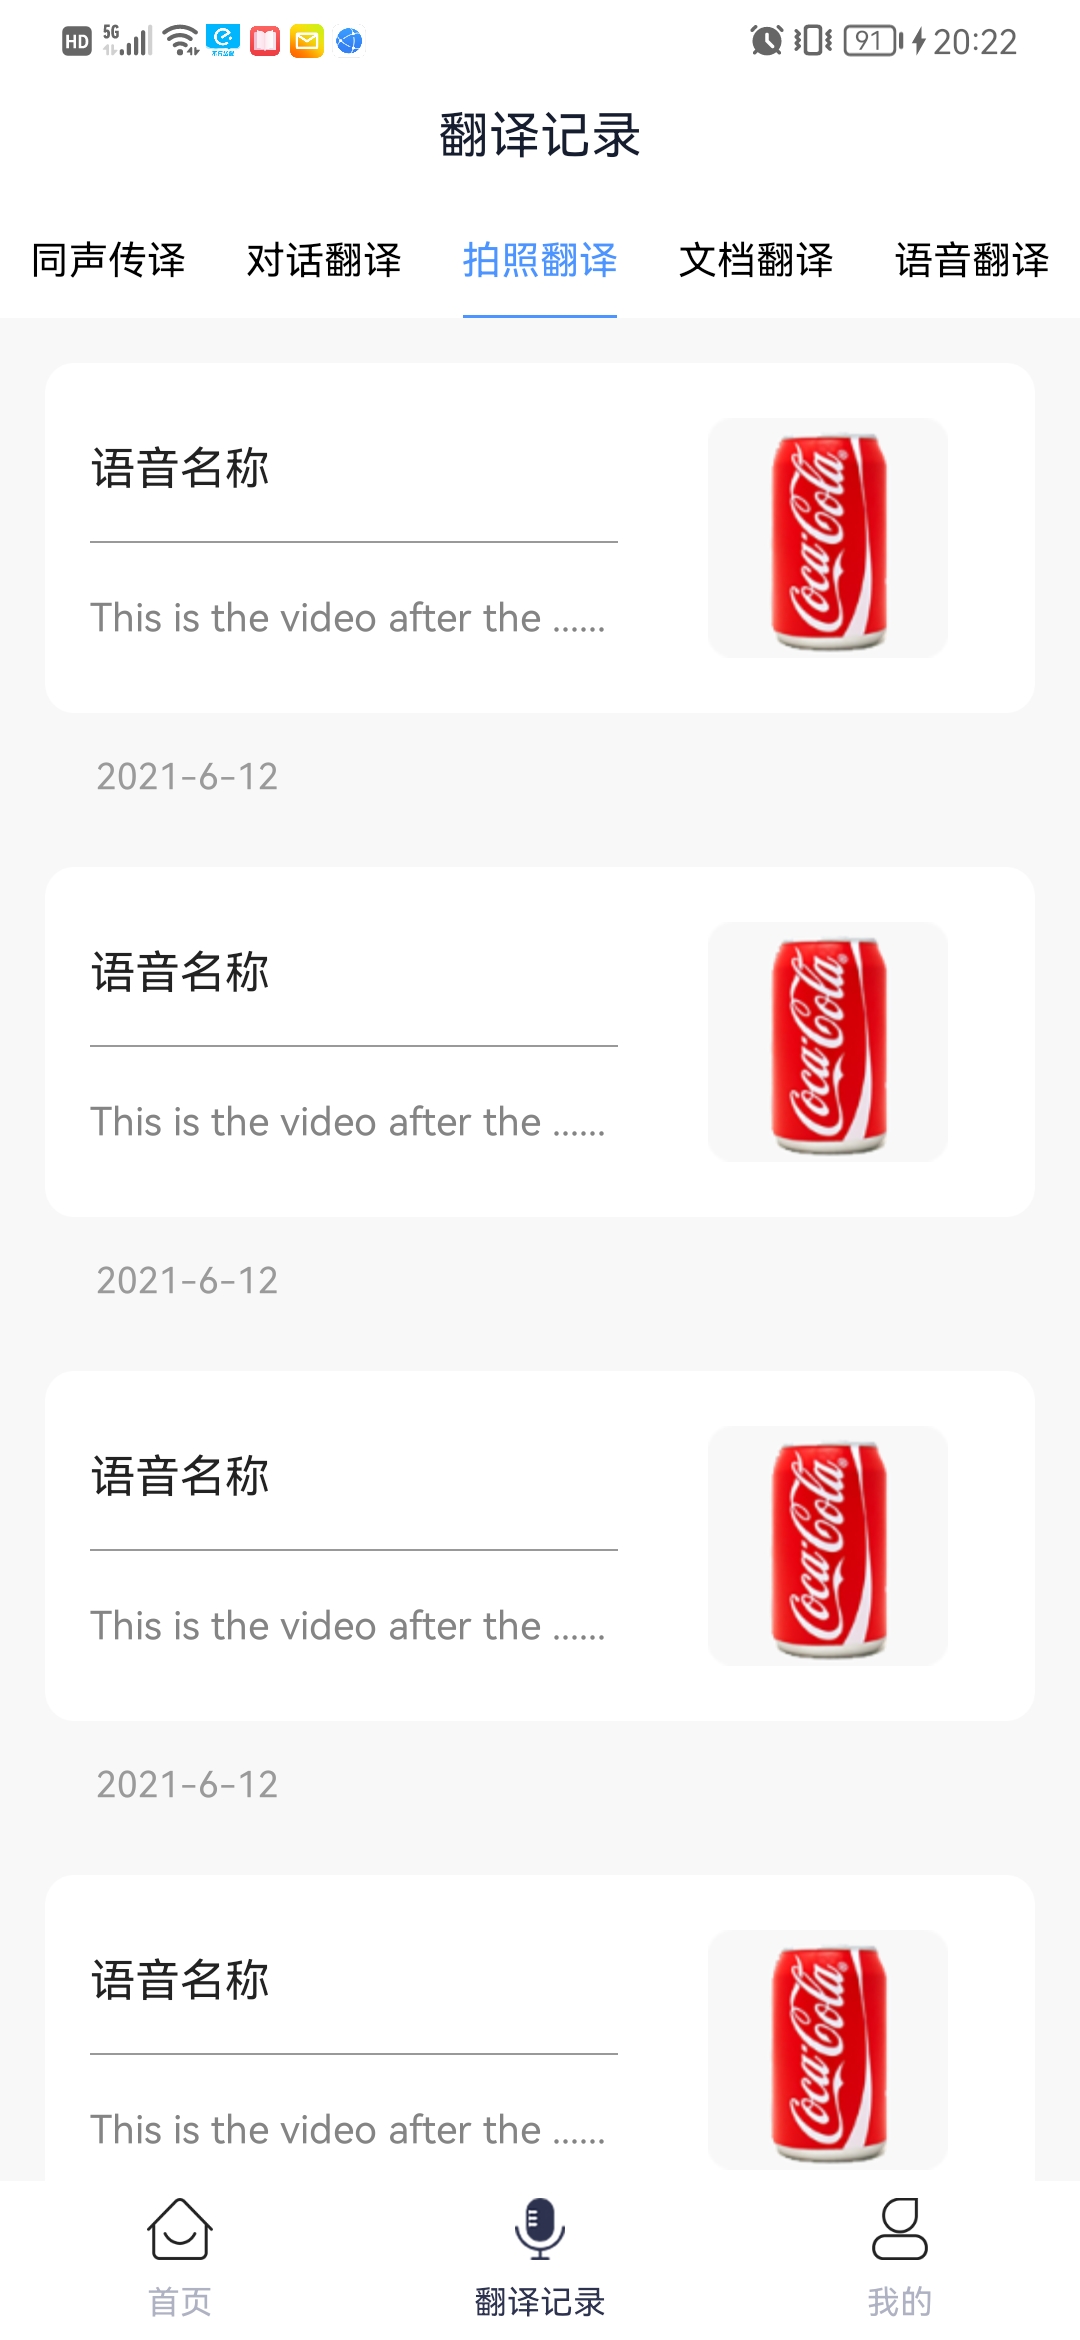 HD 5G 91 20:22
翻译记录
同声传译 对话翻译 拍照翻译 文档翻译 语音翻译
语音名称
Coca-Cola
This is the video after the ......
2021-6-12
语音名称
Coca-Cola
This is the video after the ......
2021-6-12
语音名称
Coca-Cola
This is the video after the ......
2021-6-12
语音名称
Coca-Cola
This is the video after the ......
首页 翻译记录 我的